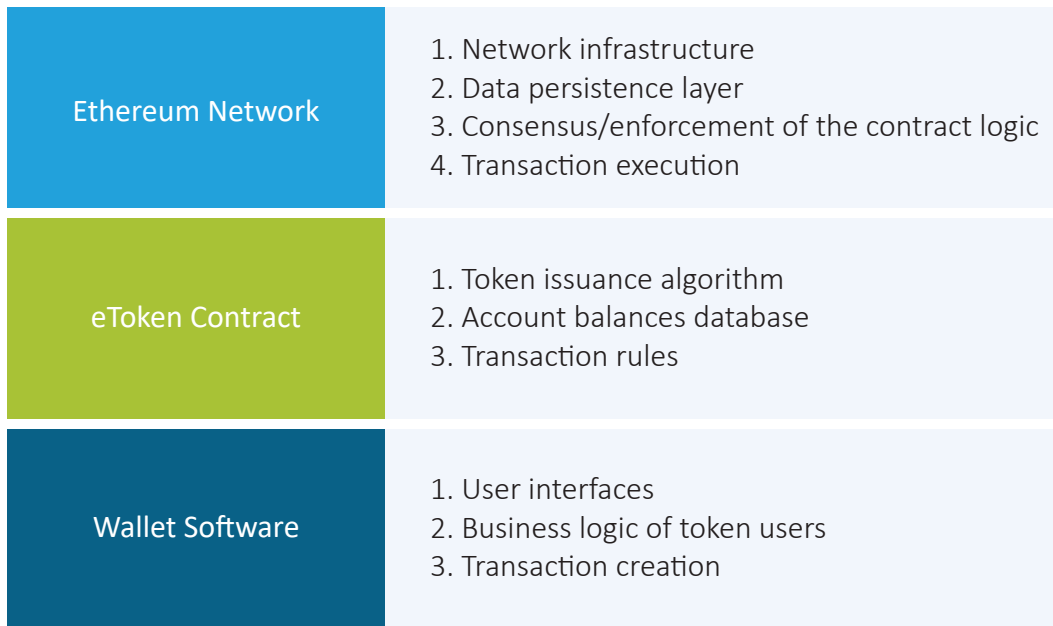 Ethereum Network
1. Network infrastructure
2. Data persistence layer
3. Consensus/enforcement of the contract logic
4. Transaction execution
eToken Contract
1. Token issuance algorithm
2. Account balances database
3. Transaction rules
Wallet Software
1. User interfaces
2. Business logic of token users
3. Transaction creation